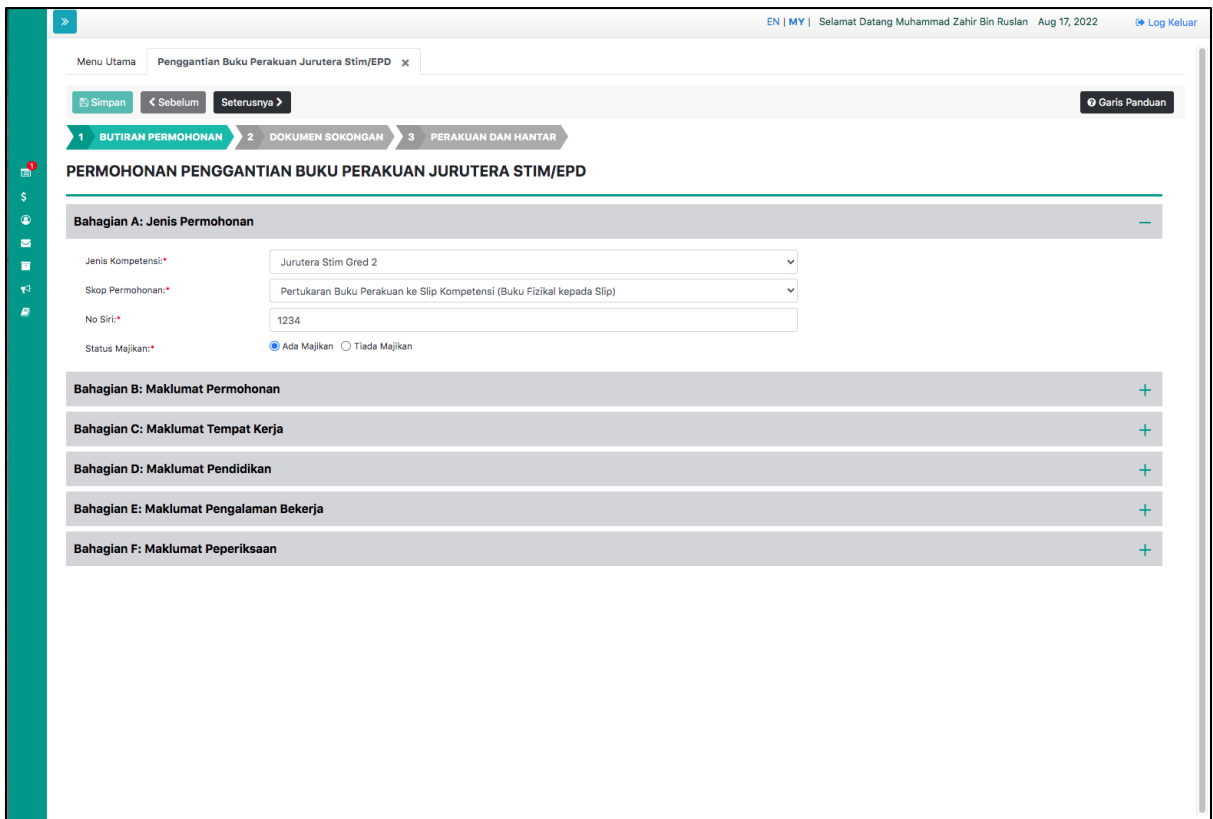 EN | MY | Selamat Datang Muhammad Zahir Bin Ruslan Aug 17, 2022 Log Keluar
Menu Utama Penggantian Buku Perakuan Jurutera Stim/EPD x
Simpan Sebelum Seterusnya Garis Panduan
1 BUTIRAN PERMOHONAN 2 DOKUMEN SOKONGAN 3 PERAKUAN DAN HANTAR
1
PERMOHONAN PENGGANTIAN BUKU PERAKUAN JURUTERA STIM/EPD
Bahagian A: Jenis Permohonan
Jenis Kompetensi:* Jurutera Stim Gred 2
Skop Permohonan:* Pertukaran Buku Perakuan ke Slip Kompetensi (Buku Fizikal kepada Slip)
No Siri:* 1234
Status Majikan:* Ada Majikan Tiada Majikan
Bahagian B: Maklumat Permohonan
Bahagian C: Maklumat Tempat Kerja
Bahagian D: Maklumat Pendidikan
Bahagian E: Maklumat Pengalaman Bekerja
Bahagian F: Maklumat Peperiksaan